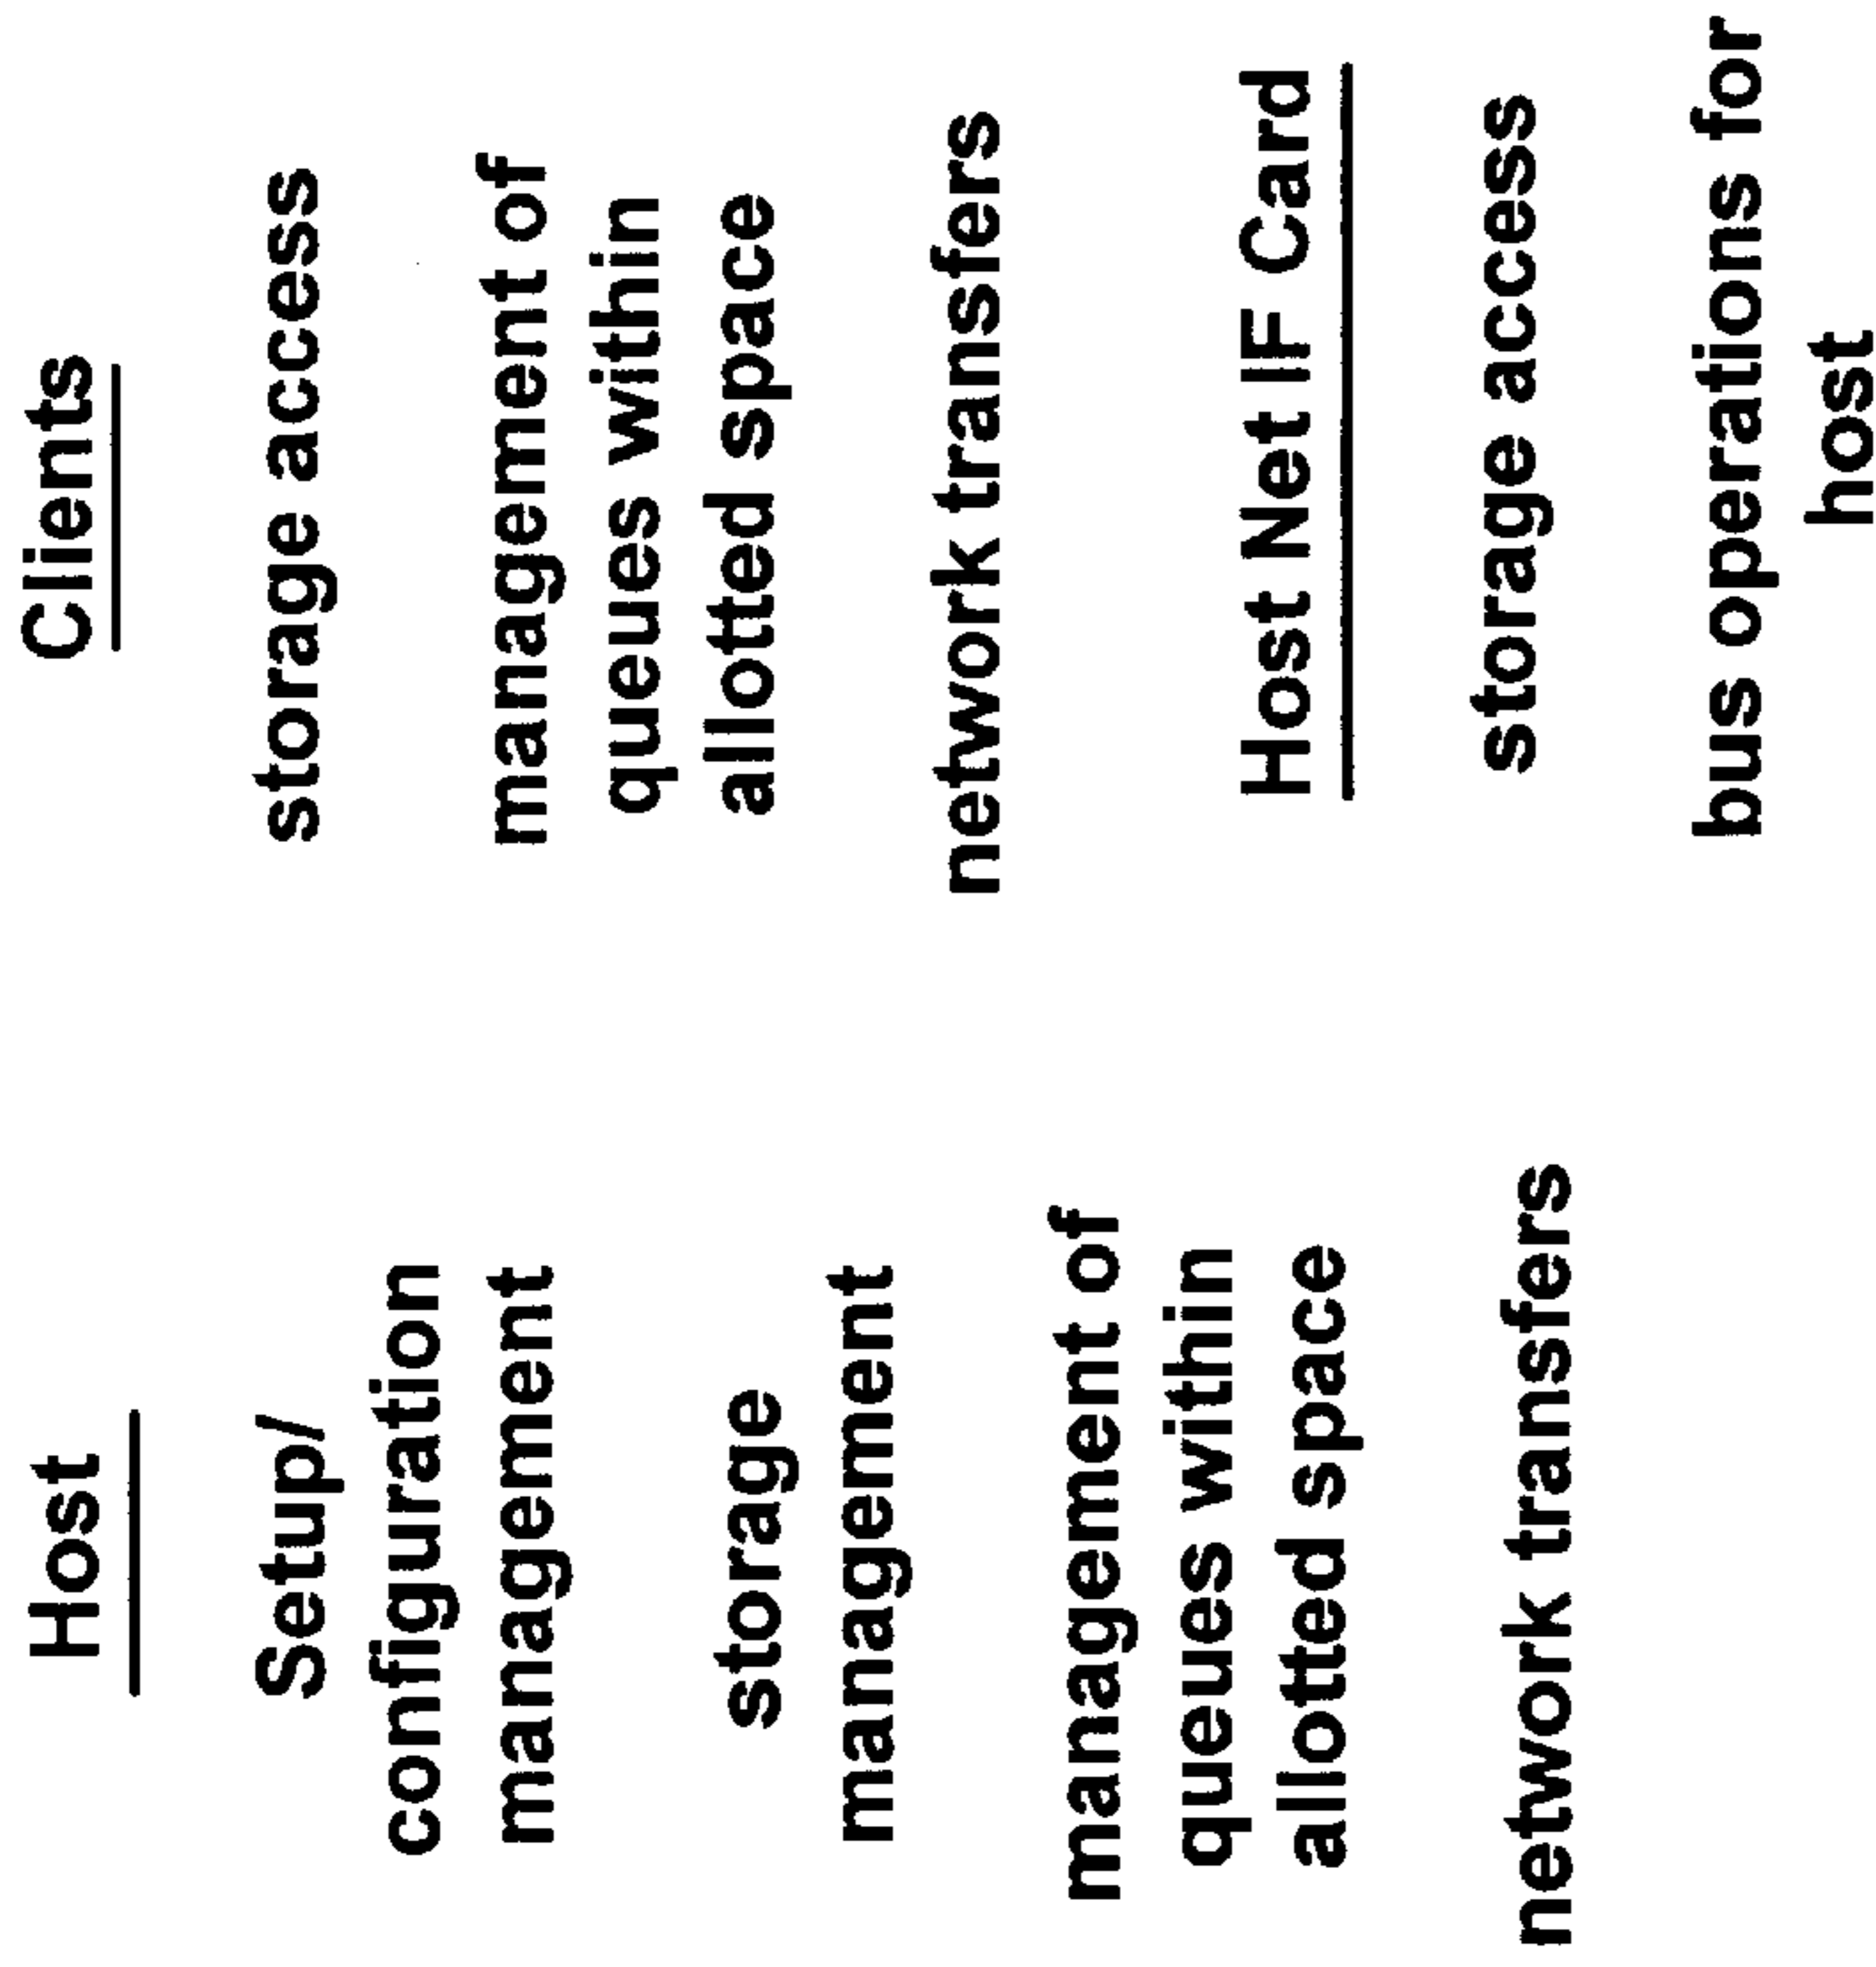 Host
Setup/
configuration
management
storage
management
management of
queues within
allotted space
network transfers
Clients
storage access
management of
queues within
allotted space
network transfers
Host Net IF Card
storage access
bus operations for
host